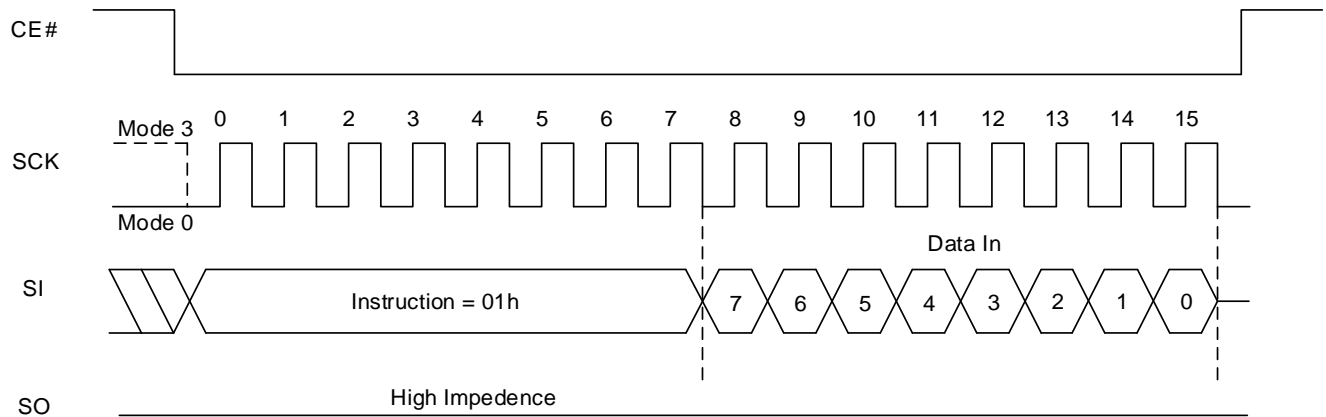 CE#
0 1 2 3 4 5 6 7 8 9 10 11 12 13 14 15
Mode 3
SCK
Mode 0
Data In
SI
Instruction = 01h
7 6 5 4 3 2 1 0
High Impedence
SO